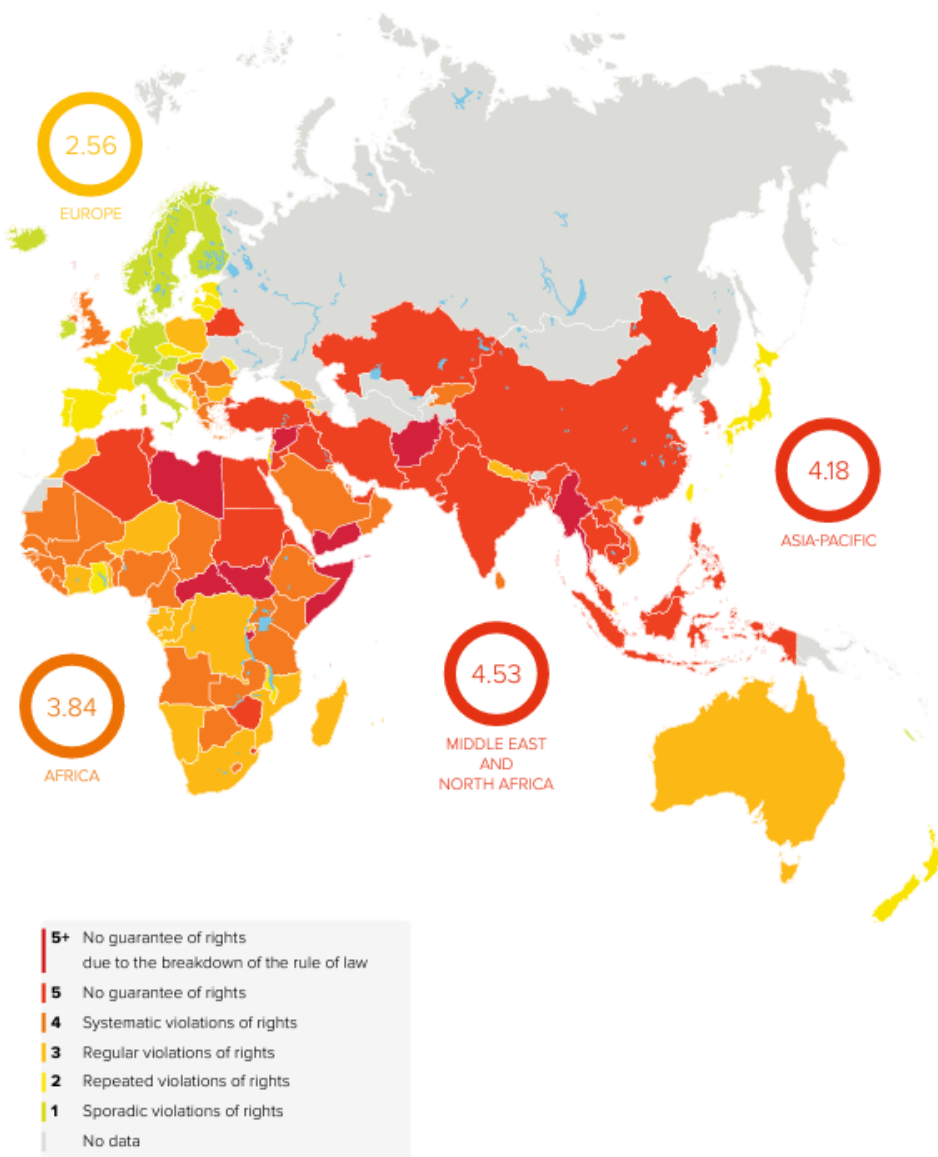 2.56
EUROPE
4.18
ASIA-PACIFIC
4.53
MIDDLE EAST
AND
NORTH AFRICA
3.84
AFRICA
5+ No guarantee of rights
due to the breakdown of the rule of law
5 No guarantee of rights
4 Systematic violations of rights
3 Regular violations of rights
2 Repeated violations of rights
1 Sporadic violations of rights
No data